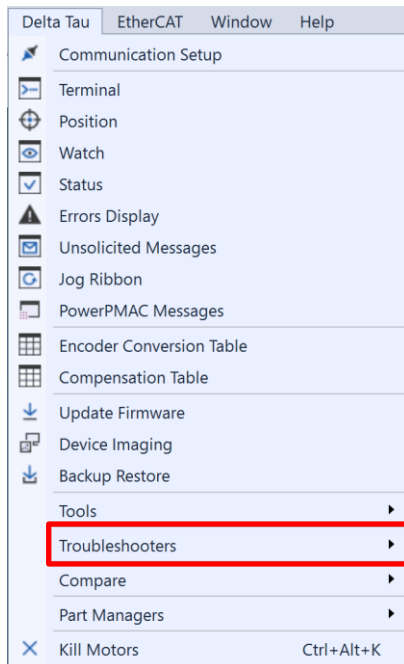 Delta Tau EtherCAT Window Help
Communication Setup
Terminal
Position
Watch
Status
Errors Display
Unsolicited Messages
Jog Ribbon
PowerPMAC Messages
Encoder Conversion Table
Compensation Table
Update Firmware
Device Imaging
Backup Restore
Tools
Troubleshooters
Compare
Part Managers
Kill Motors Ctrl+Alt+K